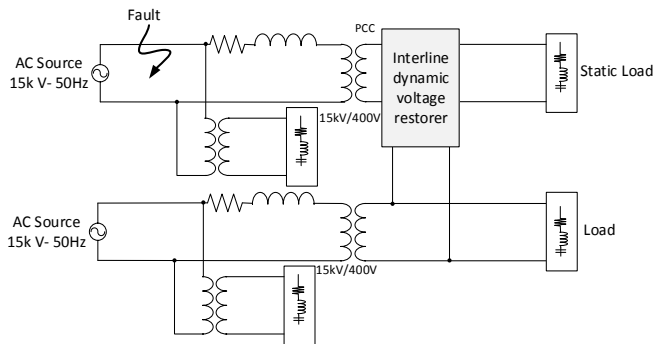 Fault
PCC
AC Source
15k V- 50Hz
Interline
dynamic
voltage
restorer
Static Load
15kV/400V
AC Source
15k V- 50Hz
Load
15kV/400V